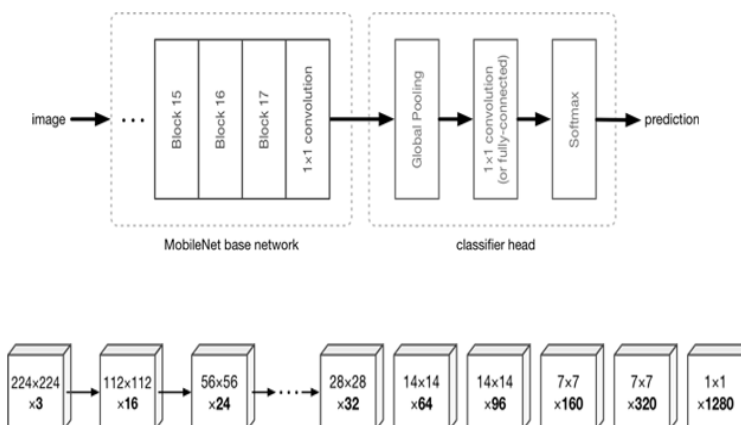 image
Block 15
Block 16
Block 17
1×1 convolution
Global Pooling
1×1 convolution
(or fully-connected)
Softmax
prediction
MobileNet base network
classifier head
224×224
×3
112×112
×16
56×56
×24
28×28
×32
14×14
×64
14×14
×96
7×7
×160
7×7
×320
1×1
×1280